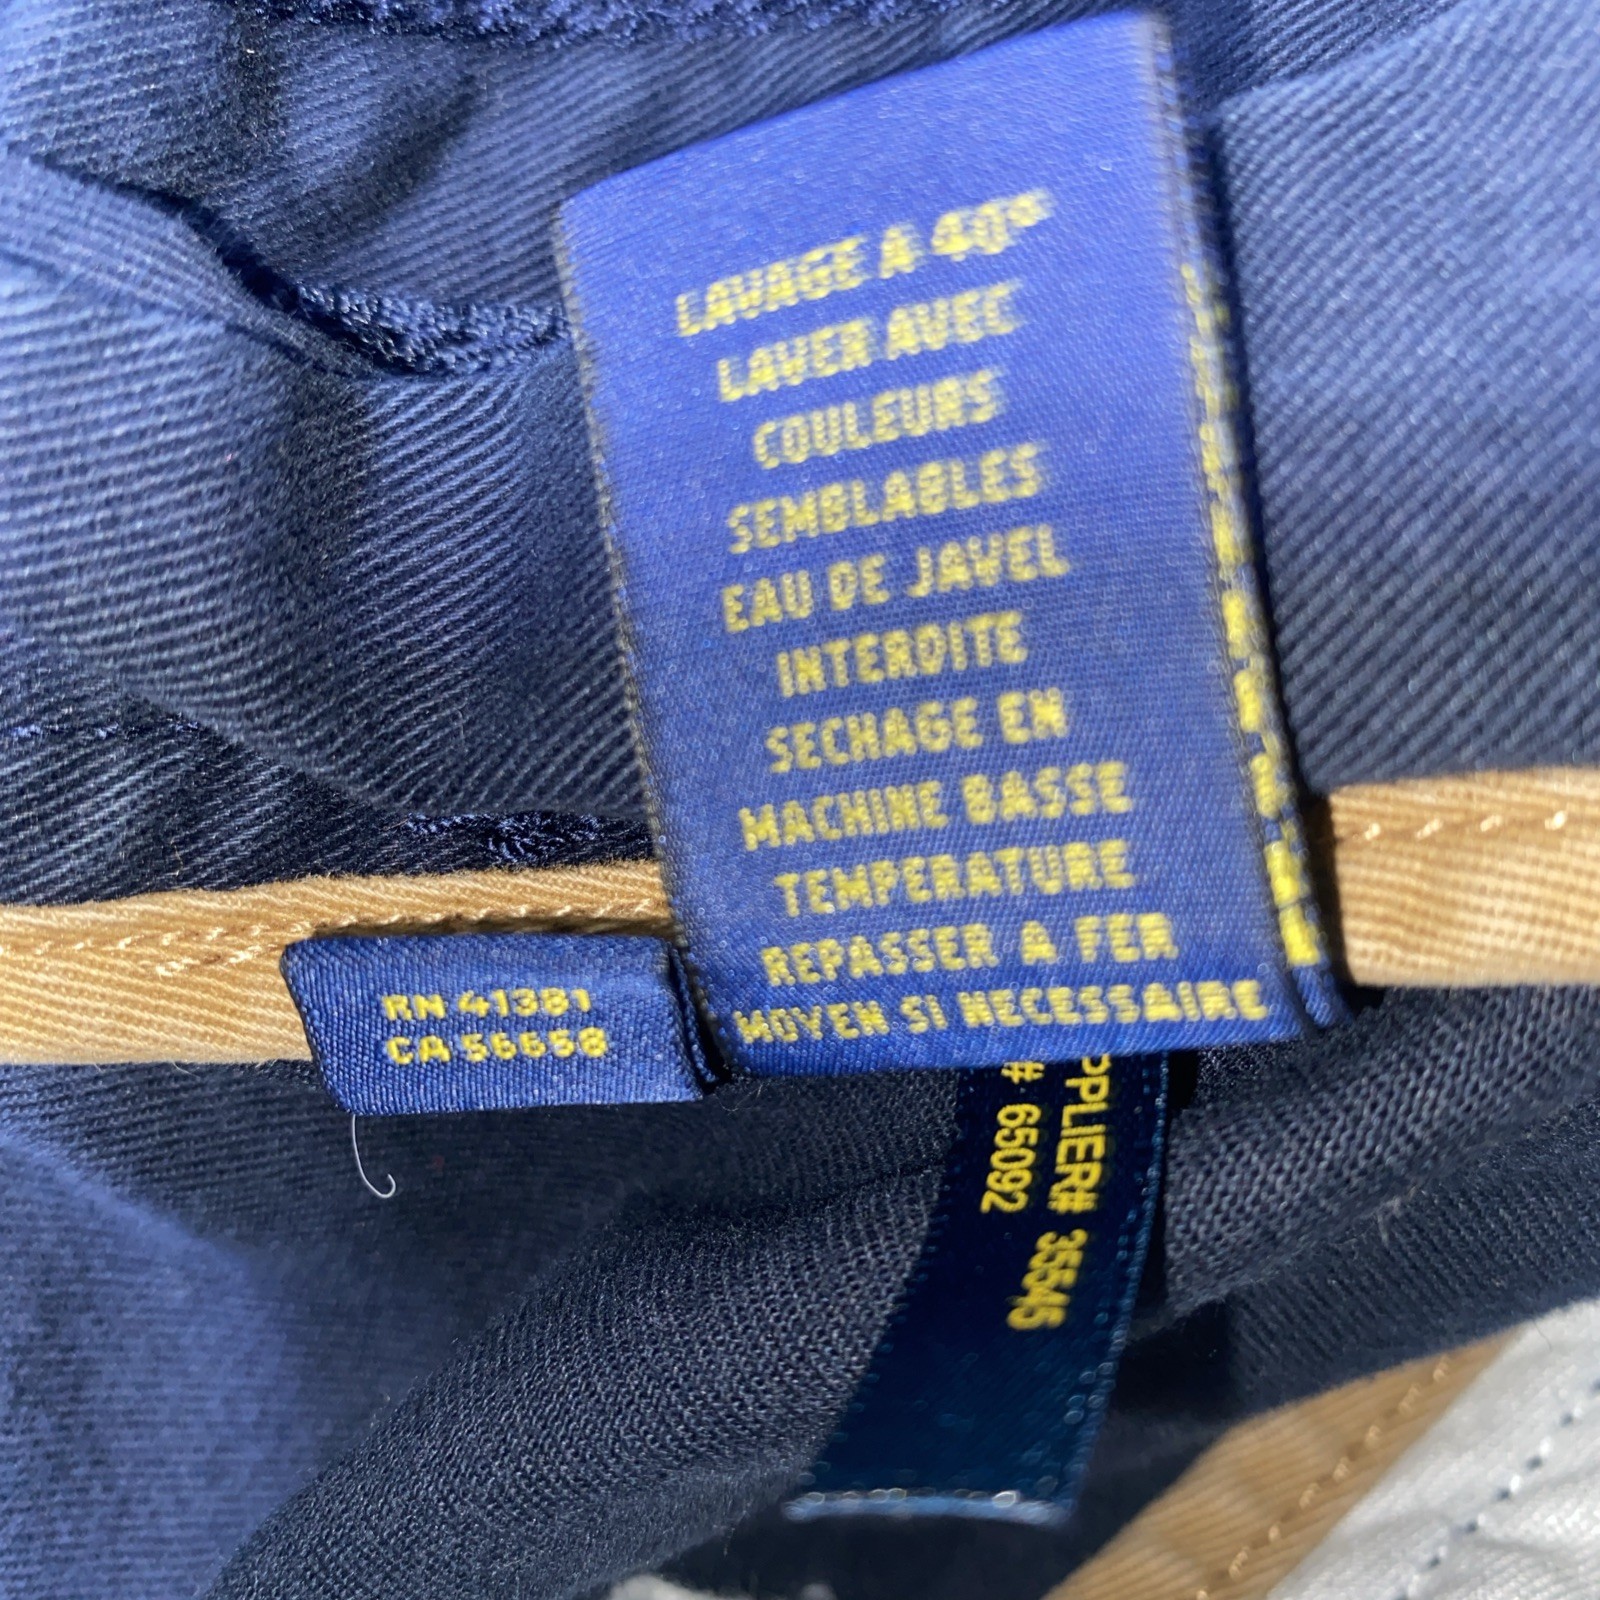 LAVAGE A 40°
LAVER AVEC
COULEURS
SEMBLABLES
EAU DE JAVEL
INTERDITE
SECHAGE EN
MACHINE BASSE
TEMPERATURE
REPASSER A FER
MOYEN SI NECESSAIRE
RN 41381
CA 56658
PPLIER# 35545
# 65092